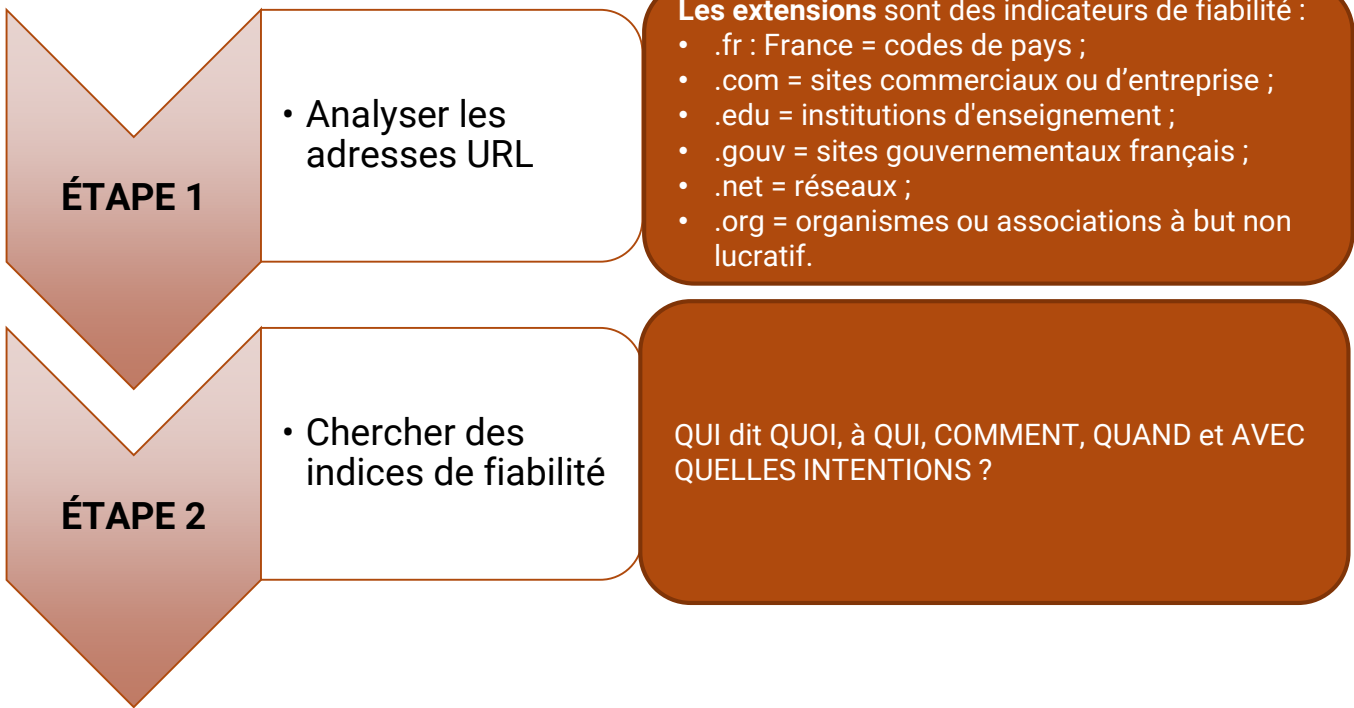 ÉTAPE 1
• Analyser les
adresses URL
Les extensions sont des indicateurs de fiabilité :
• .fr : France = codes de pays ;
• .com = sites commerciaux ou d’entreprise ;
• .edu = institutions d'enseignement ;
• .gouv = sites gouvernementaux français ;
• .net = réseaux ;
• .org = organismes ou associations à but non
lucratif.
ÉTAPE 2
• Chercher des
indices de fiabilité
QUI dit QUOI, à QUI, COMMENT, QUAND et AVEC
QUELLES INTENTIONS ?